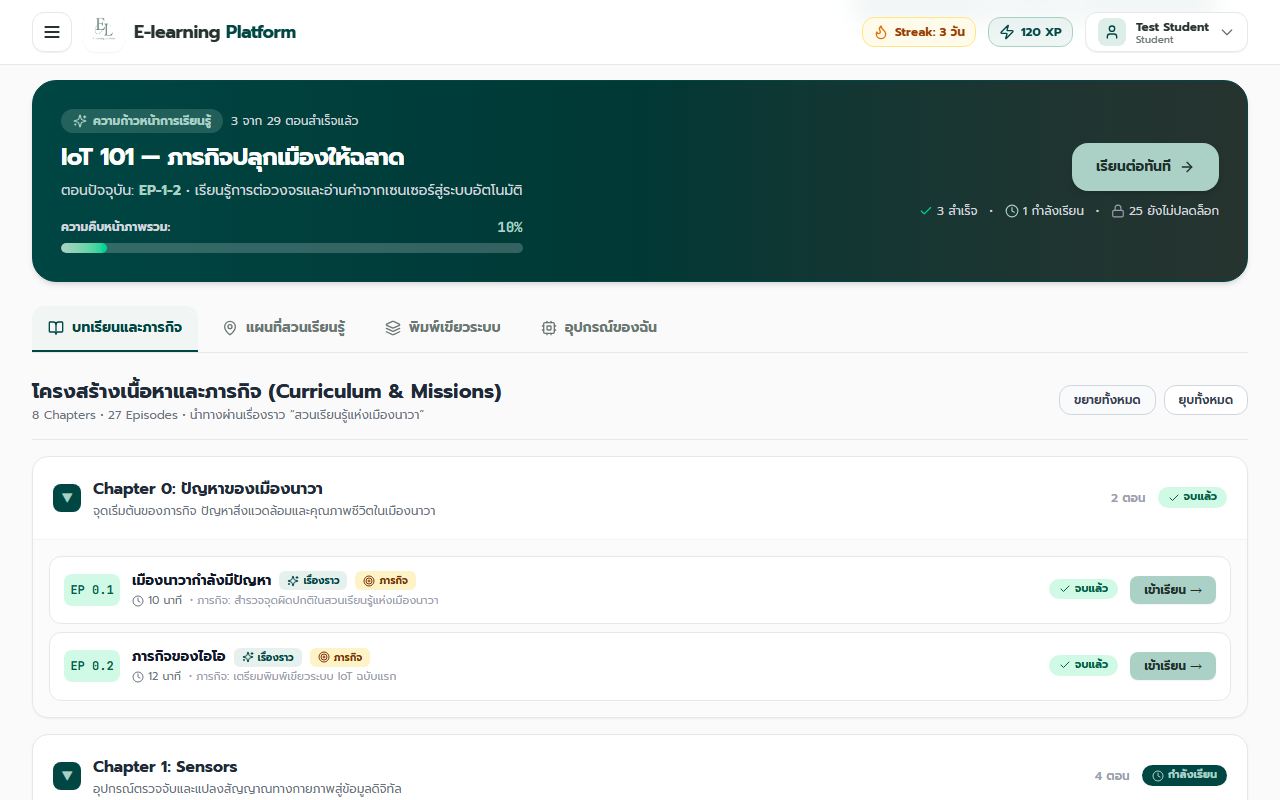 EL
E-learning Platform
Streak: 3 วัน
120 XP
Test Student
Student
ความก้าวหน้าการเรียนรู้
3 จาก 29 ตอนสำเร็จแล้ว
IoT 101 — ภารกิจปลุกเมืองให้ฉลาด
ตอนปัจจุบัน: EP-1-2 · เรียนรู้การต่อวงจรและอ่านค่าจากเซนเซอร์สู่ระบบอัตโนมัติ
ความคืบหน้าภาพรวม:
10%
เรียนต่อทันที →
3 สำเร็จ · 1 กำลังเรียน · 25 ยังไม่ปลดล็อก
บทเรียนและภารกิจ
แผนที่สวนเรียนรู้
พิมพ์เขียวระบบ
อุปกรณ์ของฉัน
โครงสร้างเนื้อหาและภารกิจ (Curriculum & Missions)
8 Chapters • 27 Episodes • นำทางผ่านเรื่องราว "สวนเรียนรู้แห่งเมืองนาวา"
ขยายทั้งหมด
ยุบทั้งหมด
▼
Chapter 0: ปัญหาของเมืองนาวา
จุดเริ่มต้นของภารกิจ ปัญหาสิ่งแวดล้อมและคุณภาพชีวิตในเมืองนาวา
2 ตอน
จบแล้ว
EP 0.1
เมืองนาวากำลังมีปัญหา
เรื่องราว
ภารกิจ
10 นาที • ภารกิจ: สำรวจจุดผิดปกติในสวนเรียนรู้แห่งเมืองนาวา
จบแล้ว
เข้าเรียน →
EP 0.2
ภารกิจของไอโอ
เรื่องราว
ภารกิจ
12 นาที • ภารกิจ: เตรียมพิมพ์เขียวระบบ IoT ฉบับแรก
จบแล้ว
เข้าเรียน →
▼
Chapter 1: Sensors
อุปกรณ์ตรวจจับและแปลงสัญญาณทางกายภาพสู่ข้อมูลดิจิทัล
4 ตอน
กำลังเรียน